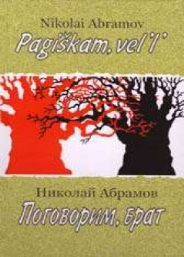 Nikolai Abramov
Pagiškam, vel'l'
Николай Абрамов
Поговорим, брат